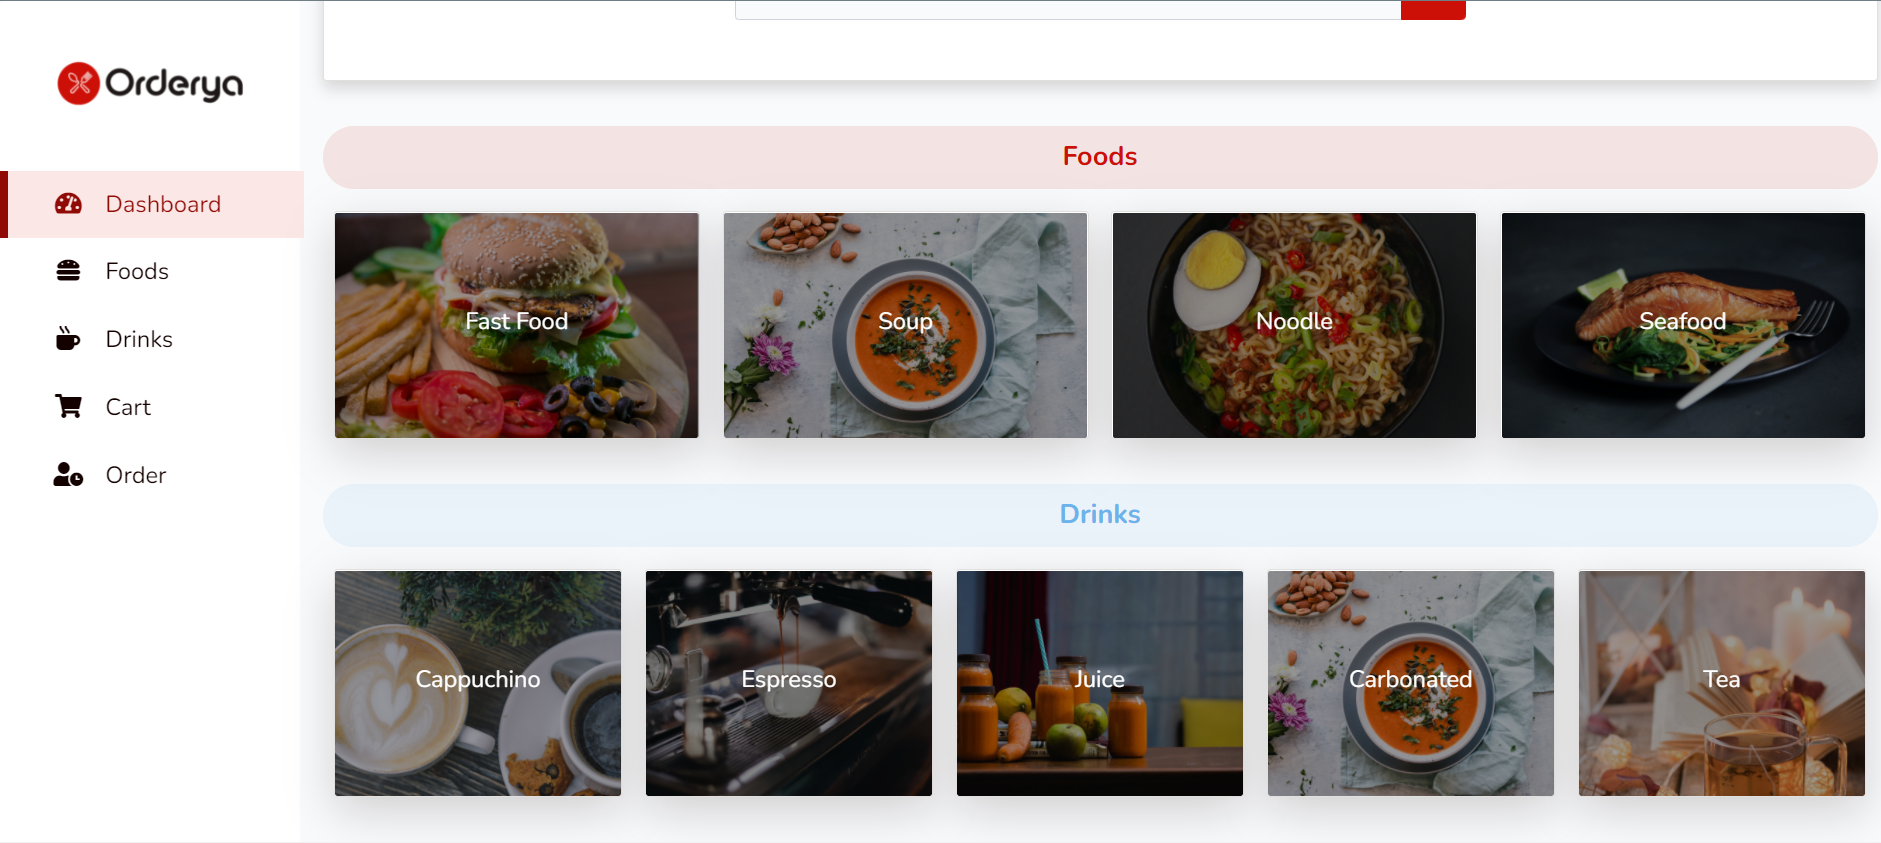 Orderya
Dashboard
Foods
Drinks
Cart
Order
Foods
Fast Food
Soup
Noodle
Seafood
Drinks
Cappuchino
Espresso
Juice
Carbonated
Tea